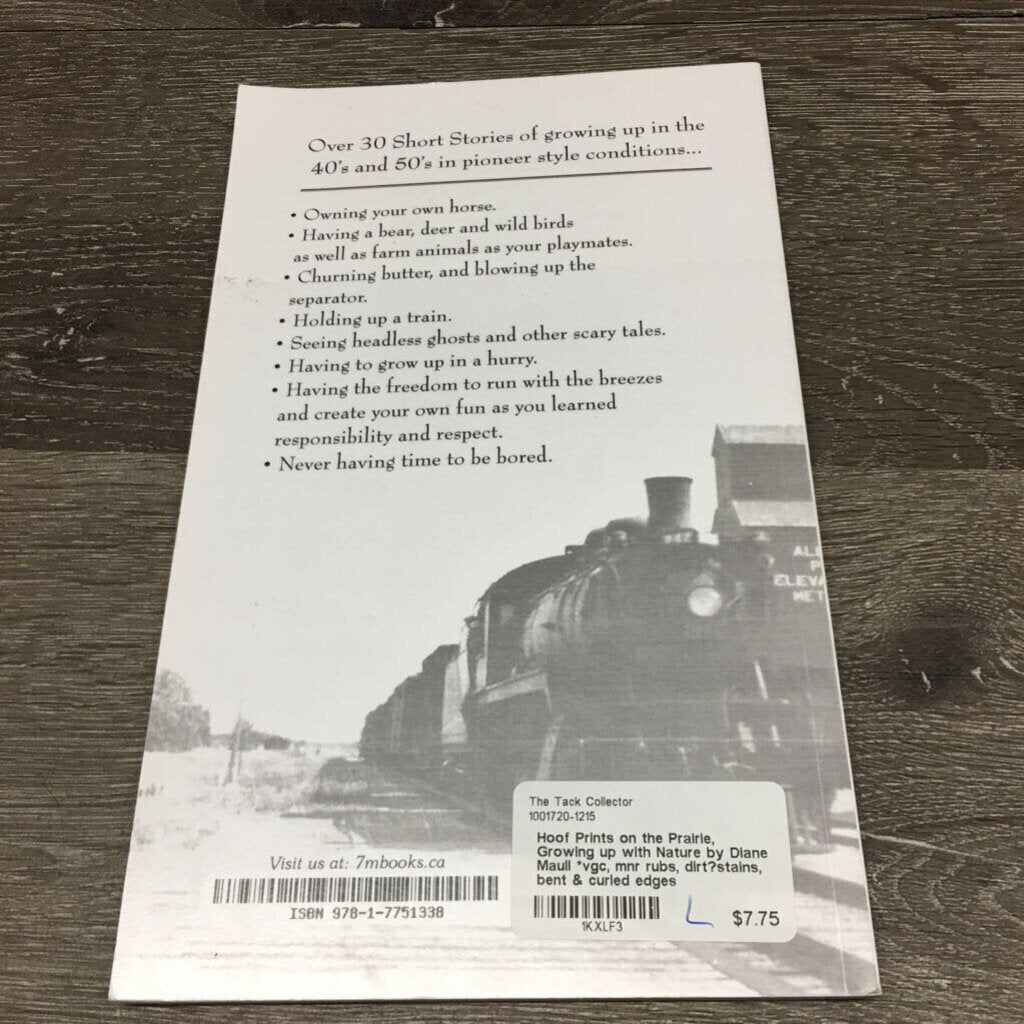 Over 30 Short Stories of growing up in the
40's and 50's in pioneer style conditions...
• Owning your own horse.
• Having a bear, deer and wild birds
as well as farm animals as your playmates.
• Churning butter, and blowing up the
separator.
• Holding up a train.
• Seeing headless ghosts and other scary tales.
• Having to grow up in a hurry.
• Having the freedom to run with the breezes
and create your own fun as you learned
responsibility and respect.
• Never having time to be bored.
AL
P
ELEVA
MET
The Tack Collector
1001720-1215
Hoof Prints on the Prairie,
Growing up with Nature by Diane
Maull *vgc, mnr rubs, dirt?stains,
bent & curled edges
1KXLF3
L
$7.75
Visit us at: 7mbooks.ca
ISBN 978-1-7751338